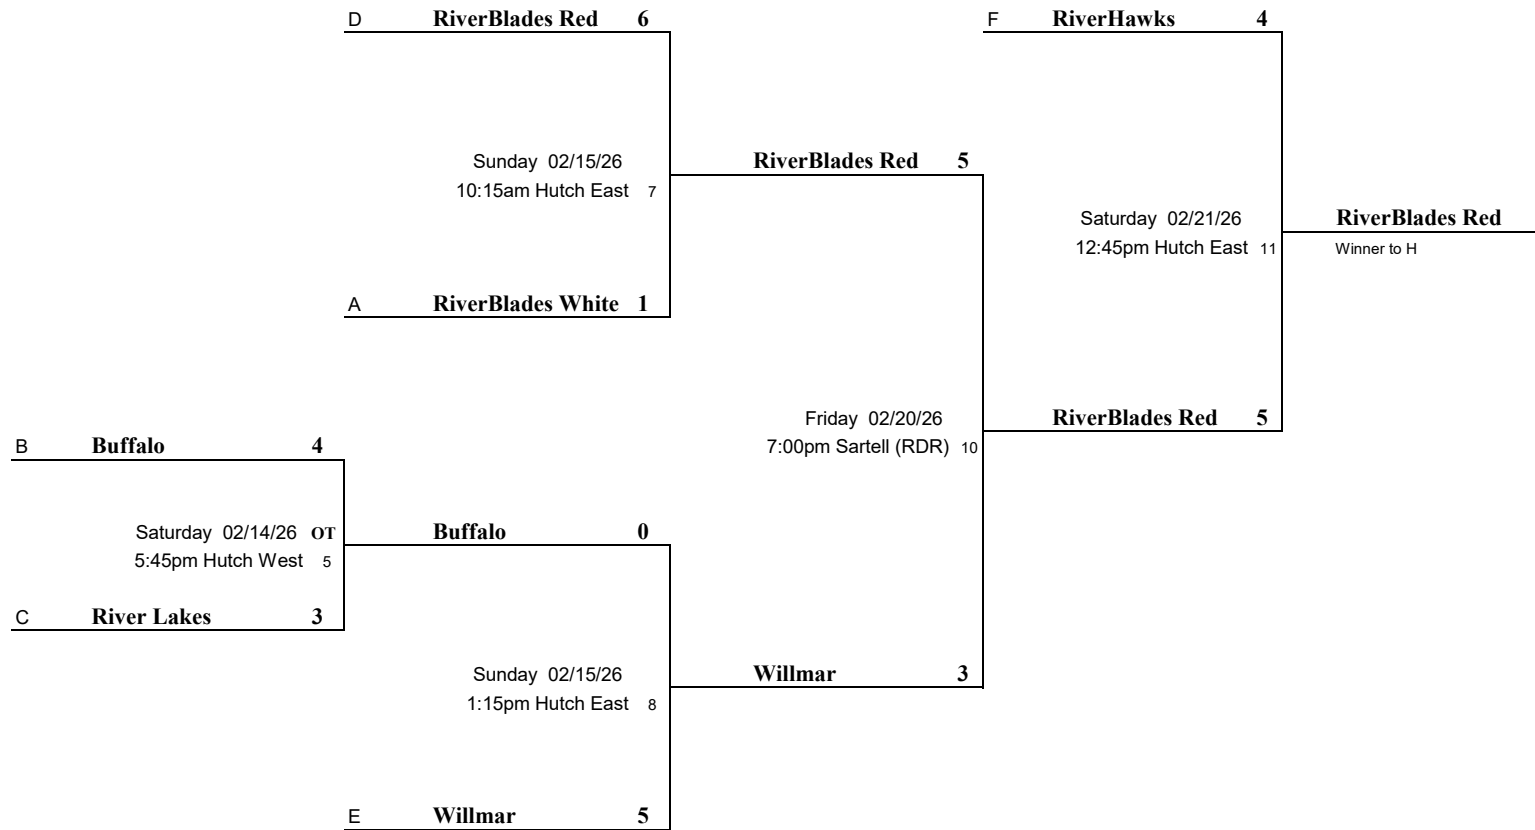 D RiverBlades Red 6
F RiverHawks 4
Sunday 02/15/26
10:15am Hutch East 7
RiverBlades Red 5
Saturday 02/21/26
12:45pm Hutch East 11
RiverBlades Red
Winner to H
A RiverBlades White 1
Friday 02/20/26
7:00pm Sartell (RDR) 10
RiverBlades Red 5
B Buffalo 4
Saturday 02/14/26 OT
5:45pm Hutch West 5
Buffalo 0
C River Lakes 3
Sunday 02/15/26
1:15pm Hutch East 8
Willmar 3
E Willmar 5